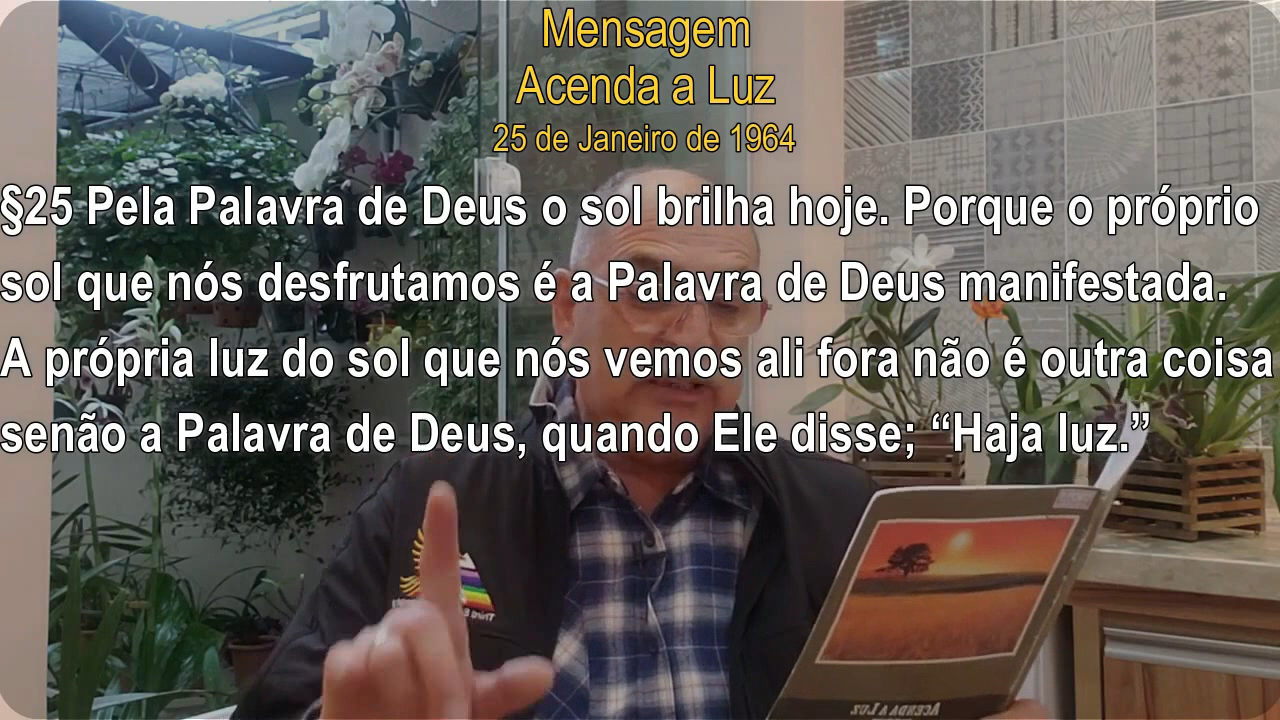 Mensagem
Acenda a Luz
25 de Janeiro de 1964
§25 Pela Palavra de Deus o sol brilha hoje. Porque o próprio
sol que nós desfrutamos é a Palavra de Deus manifestada.
A própria luz do sol que nós vemos ali fora não é outra coisa
senão a Palavra de Deus, quando Ele disse; “Haja luz.”
ACENDA A LUZ